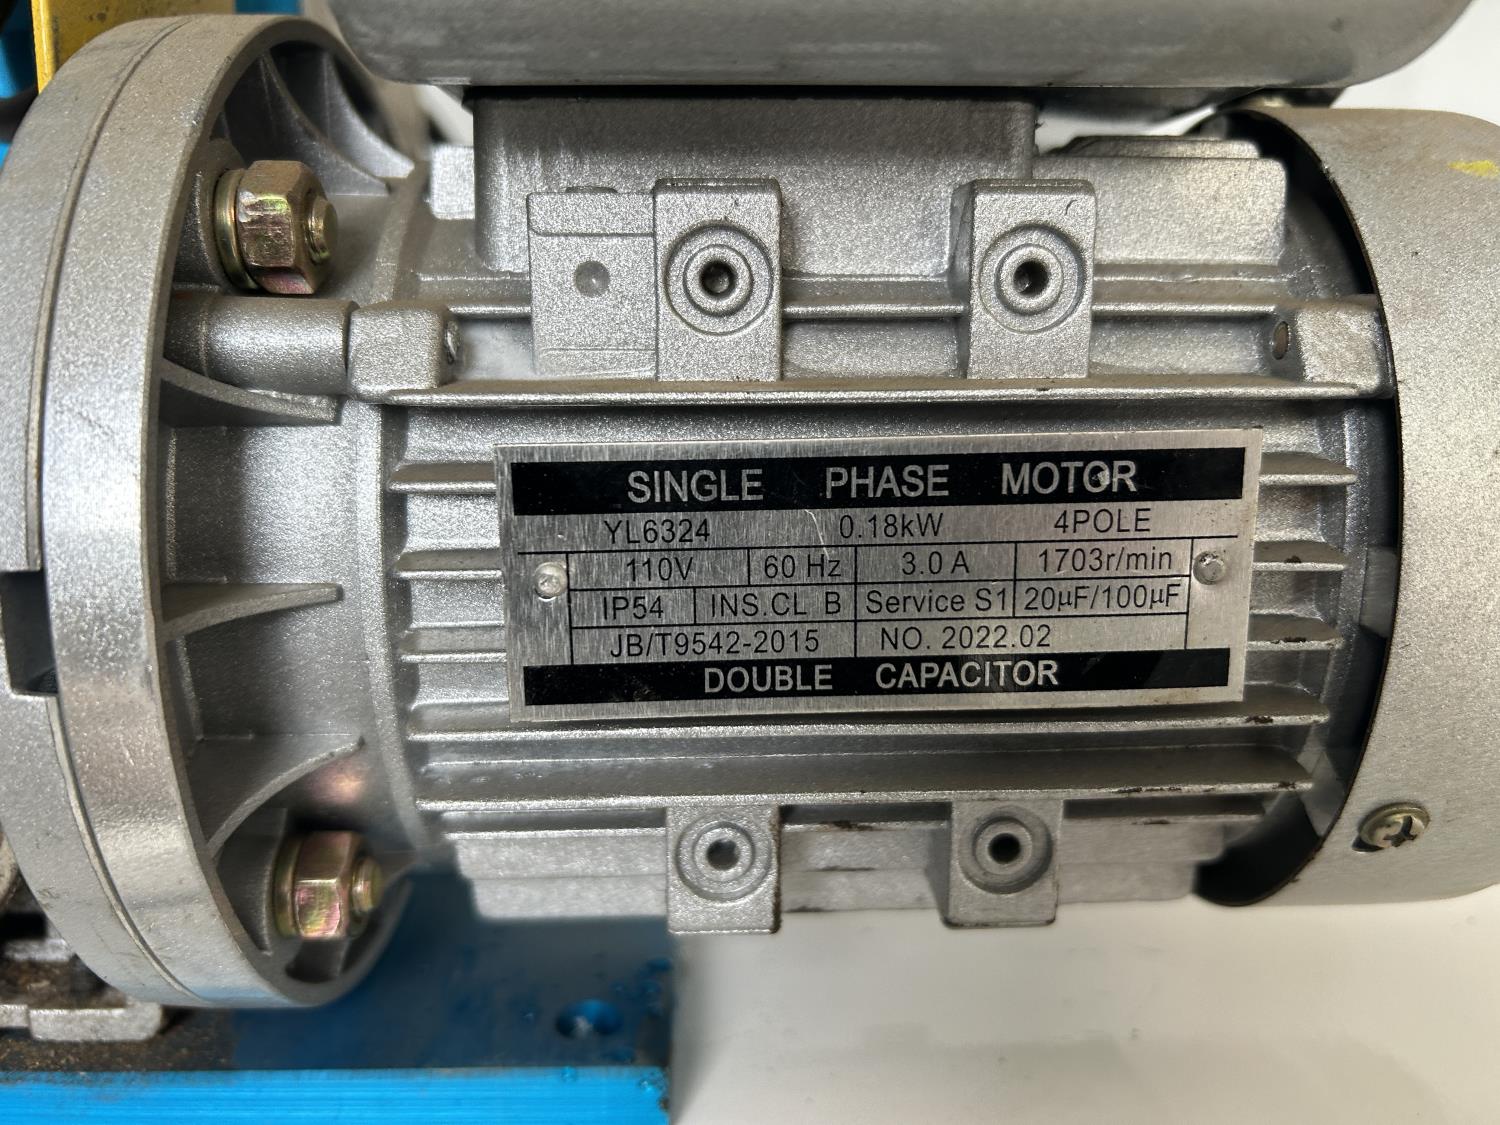 SINGLE PHASE MOTOR
YL6324 0.18kW 4POLE
110V 60 Hz 3.0 A 1703r/min
IP54 INS.CL B Service S1 20μF/100μF
JB/T9542-2015 NO. 2022.02
DOUBLE CAPACITOR